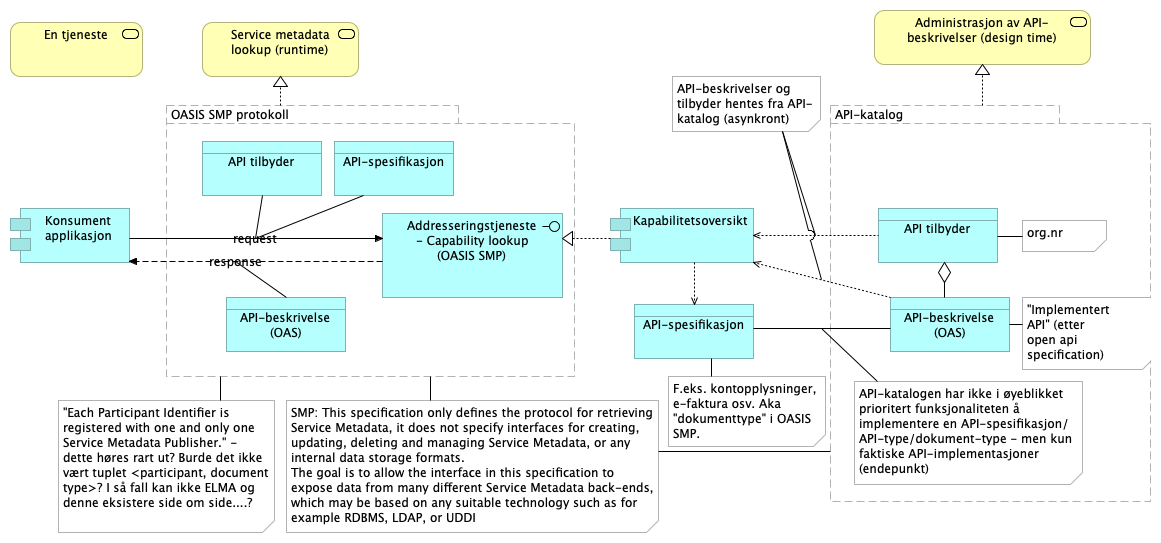 En tjeneste
Service metadata
lookup (runtime)
Administrasjon av API-
beskrivelser (design time)
OASIS SMP protokoll
API tilbyder
API-spesifikasjon
Konsument
applikasjon
request
response
Addresseringstjeneste
- Capability lookup
(OASIS SMP)
API-beskrivelse
(OAS)
API-beskrivelser og
tilbyder hentes fra API-
katalog (asynkront)
Kapabilitetsoversikt
API-spesifikasjon
API-katalog
API tilbyder
org.nr
API-beskrivelse
(OAS)
"Implementert
API" (etter
open api
specification)
"Each Participant Identifier is
registered with one and only one
Service Metadata Publisher." -
dette høres rart ut? Burde det ikke
vært tuplet <participant, document
type>? I så fall kan ikke ELMA og
denne eksistere side om side....?
SMP: This specification only defines the protocol for retrieving
Service Metadata, it does not specify interfaces for creating,
updating, deleting and managing Service Metadata, or any
internal data storage formats.
The goal is to allow the interface in this specification to
expose data from many different Service Metadata back-ends,
which may be based on any suitable technology such as for
example RDBMS, LDAP, or UDDI
F.eks. kontopplysninger,
e-faktura osv. Aka
"dokumenttype" i OASIS
SMP.
API-katalogen har ikke i øyeblikket
prioritert funksjonaliteten å
implementere en API-spesifikasjon/
API-type/dokument-type - men kun
faktiske API-implementasjoner
(endepunkt)